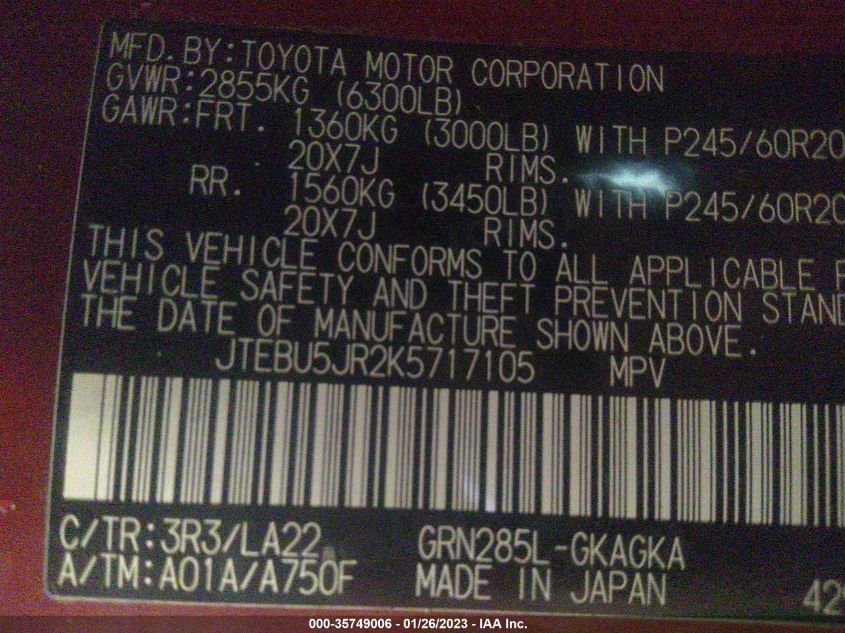 MFD. BY: TOYOTA MOTOR CORPORATION
GVWR: 2855KG (6300LB)
GAWR: FRT. 1360KG (3000LB) WITH P245/60R20
20X7J RIMS.
RR. 1560KG (3450LB) WITH P245/60R20
20X7J RIMS.
THIS VEHICLE CONFORMS TO ALL APPLICABLE F
VEHICLE SAFETY AND THEFT PREVENTION STAND
THE DATE OF MANUFACTURE SHOWN ABOVE.
JTEBU5JR2K5717105 MPV
C/TR: 3R3/LA22 GRN285L-GKAGKA
A/TM: A01A/A750F MADE IN JAPAN 429
000-35749006 - 01/26/2023 - IAA Inc.